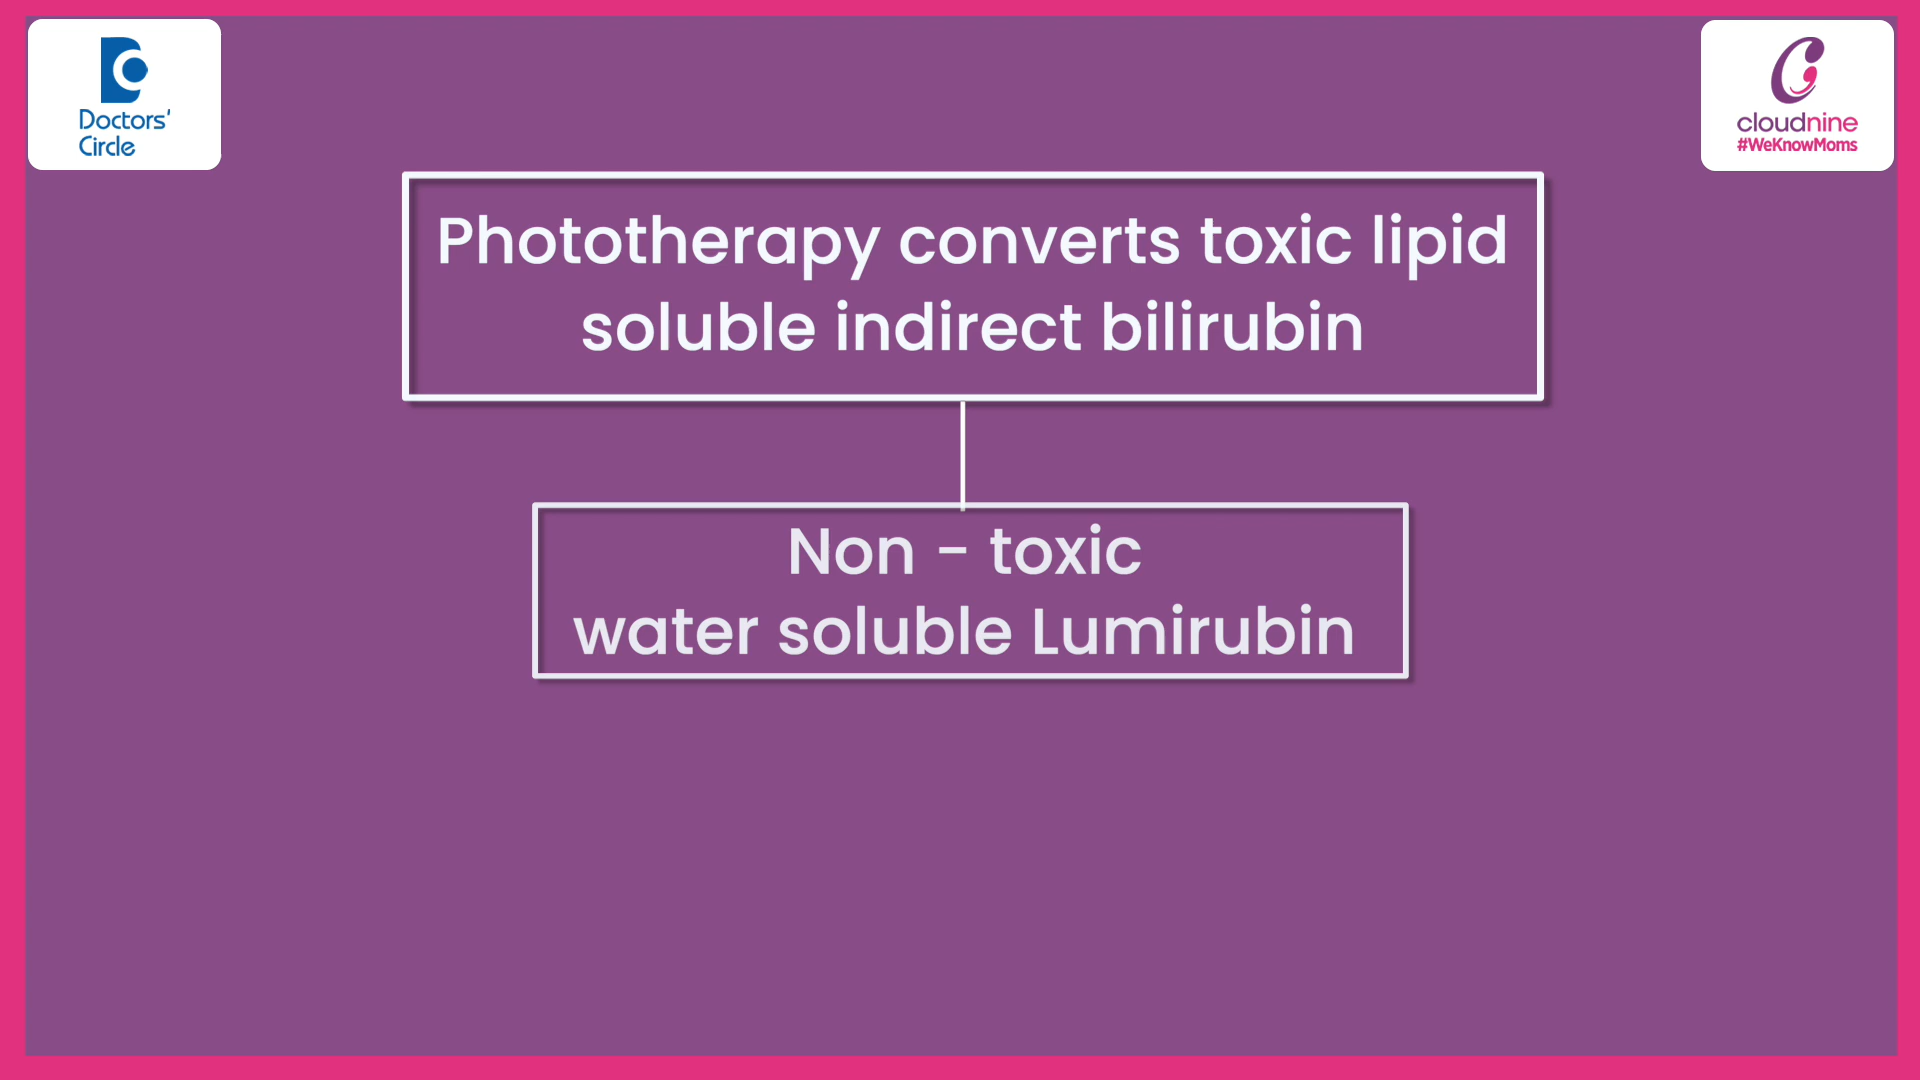 Doctors'
Circle
cloudnine
#WeKnowMoms
Phototherapy converts toxic lipid
soluble indirect bilirubin
Non - toxic
water soluble Lumirubin